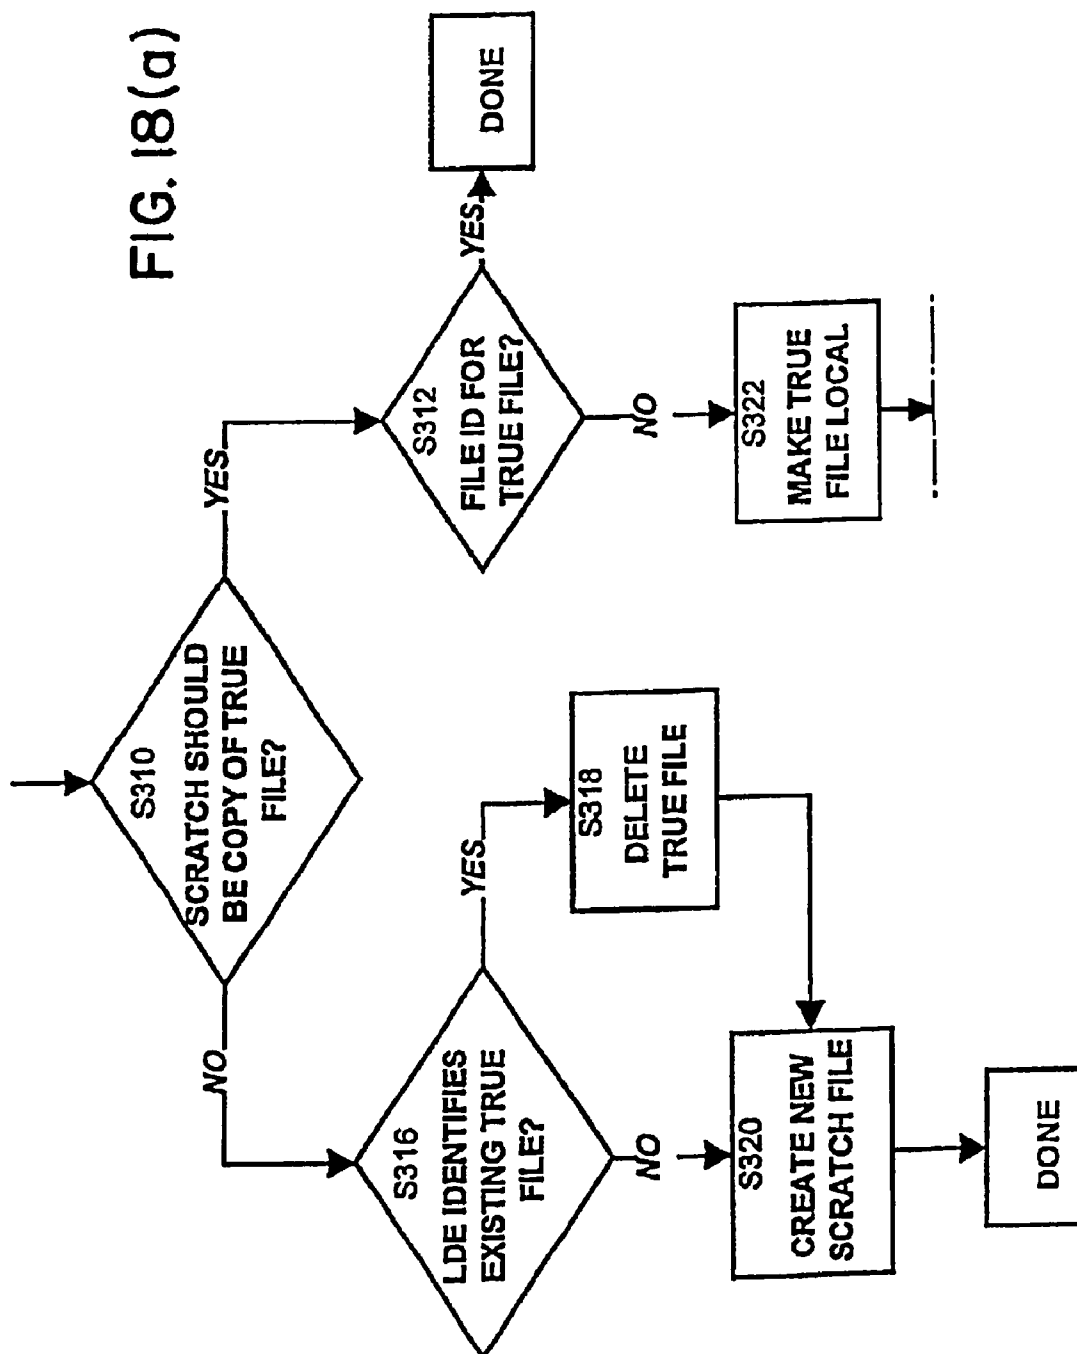 FIG. 18(a)
S310
SCRATCH SHOULD
BE COPY OF TRUE
FILE?
YES
NO
S312
FILE ID FOR
TRUE FILE?
YES
DONE
NO
S322
MAKE TRUE
FILE LOCAL
S316
LDE IDENTIFIES
EXISTING TRUE
FILE?
YES
S318
DELETE
TRUE FILE
NO
S320
CREATE NEW
SCRATCH FILE
DONE